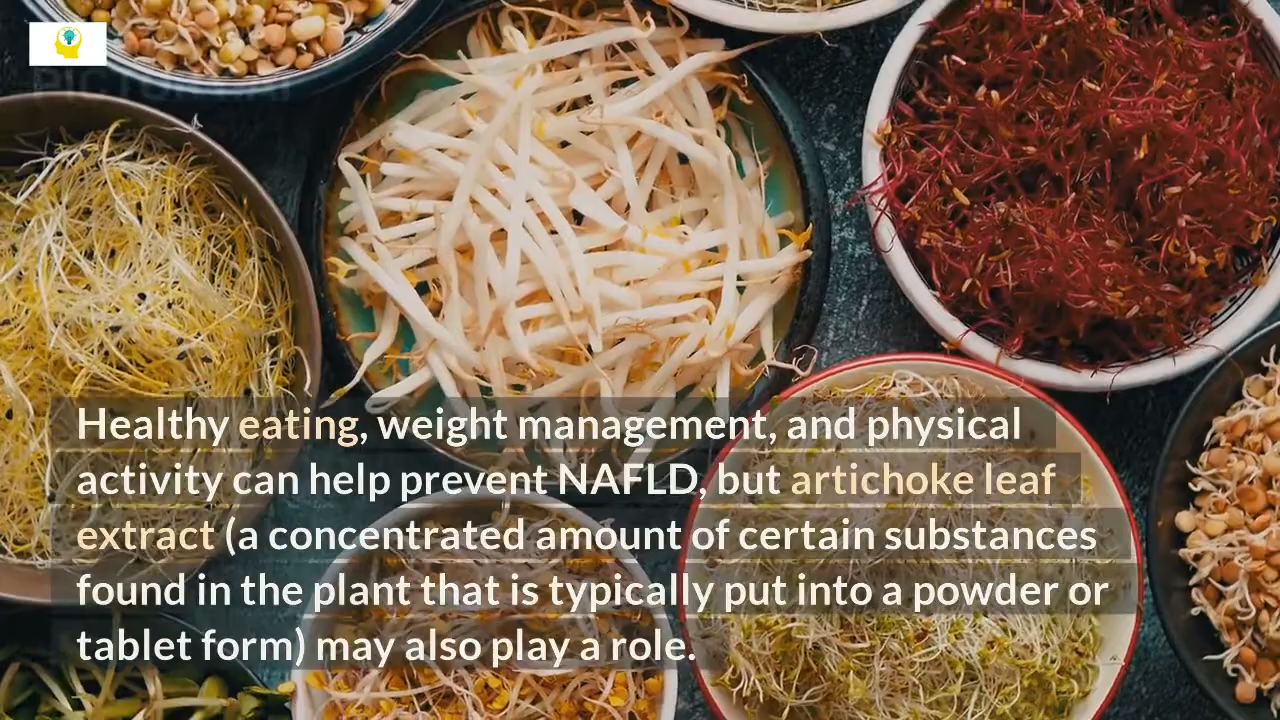 Healthy eating, weight management, and physical
activity can help prevent NAFLD, but artichoke leaf
extract (a concentrated amount of certain substances
found in the plant that is typically put into a powder or
tablet form) may also play a role.